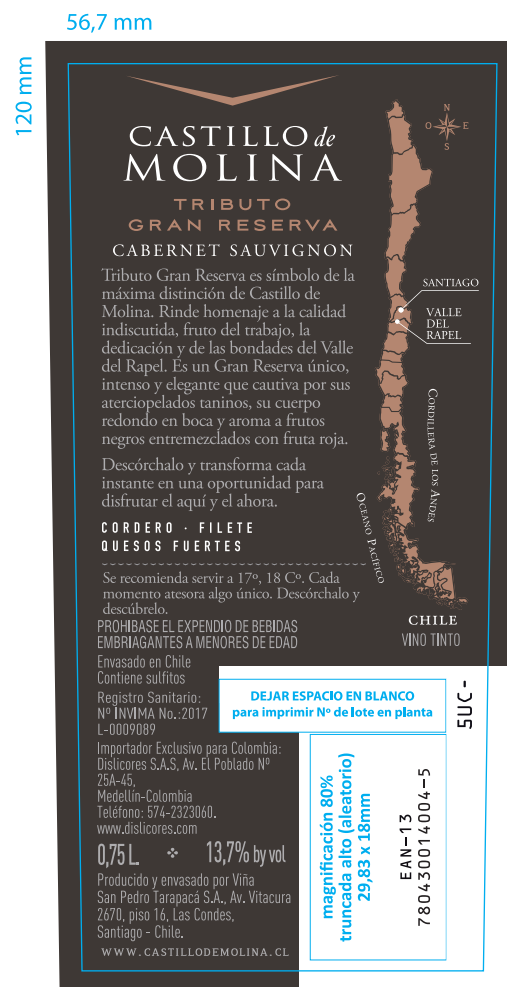 56,7 mm
120 mm
CASTILLO de
MOLINA
TRIBUTO
GRAN RESERVA
CABERNET SAUVIGNON
Tributo Gran Reserva es símbolo de la
máxima distinción de Castillo de
Molina. Rinde homenaje a la calidad
indiscutida, fruto del trabajo, la
dedicación y de las bondades del Valle
del Rapel. Es un Gran Reserva único,
intenso y elegante que cautiva por sus
aterciopelados taninos, su cuerpo
redondo en boca y aroma a frutos
negros entremezclados con fruta roja.
Descórchalo y transforma cada
instante en una oportunidad para
disfrutar el aquí y el ahora.
CORDERO · FILETE
QUESOS FUERTES
Se recomienda servir a 17º, 18 Cº. Cada
momento atesora algo único. Descórchalo y
descúbrelo.
PROHIBASE EL EXPENDIO DE BEBIDAS
EMBRIAGANTES A MENORES DE EDAD
Envasado en Chile
Contiene sulfitos
Registro Sanitario:
Nº INVIMA No.:2017
L-0009089
Importador Exclusivo para Colombia:
Dislicores S.A.S, Av. El Poblado Nº
25A-45,
Medellín-Colombia
Teléfono: 574-2323060.
www.dislicores.com
0,75 L. 13,7% by vol
Producido y envasado por Viña
San Pedro Tarapacá S.A., Av. Vitacura
2670, piso 16, Las Condes,
Santiago - Chile.
WWW.CASTILLODEMOLINA.CL
N
O E
S
SANTIAGO
VALLE
DEL
RAPEL
CORDILLERA DE LOS ANDES
OCEANO PACÍFICO
CHILE
VINO TINTO
DEJAR ESPACIO EN BLANCO
para imprimir Nº de lote en planta
5UC-
magnificación 80%
truncada alto (aleatorio)
29,83 x 18mm
EAN-13
780430014004-5